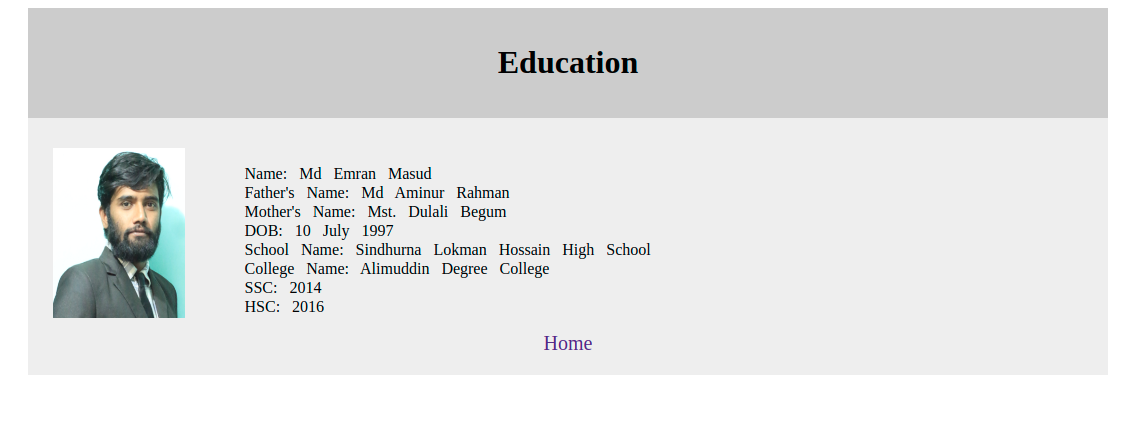 Education
Name: Md Emran Masud
Father's Name: Md Aminur Rahman
Mother's Name: Mst. Dulali Begum
DOB: 10 July 1997
School Name: Sindhurna Lokman Hossain High School
College Name: Alimuddin Degree College
SSC: 2014
HSC: 2016
Home